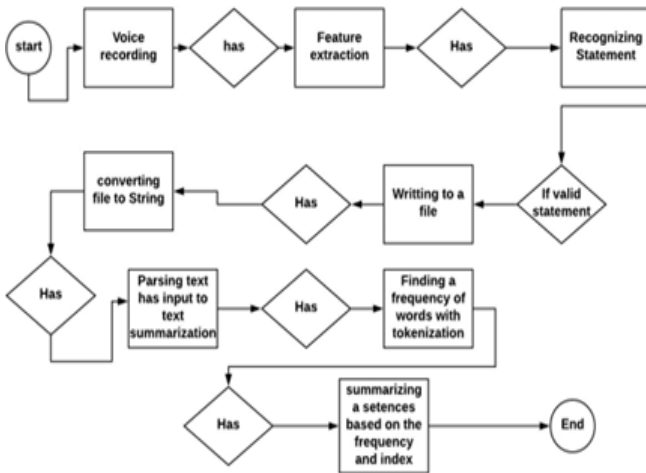 start
Voice
recording
has
Feature
extraction
Has
Recognizing
Statement
If valid
statement
Writting to a
file
Has
converting
file to String
Has
Parsing text
has input to
text
summarization
Has
Finding a
frequency of
words with
tokenization
Has
summarizing
a setences
based on the
frequency
and index
End